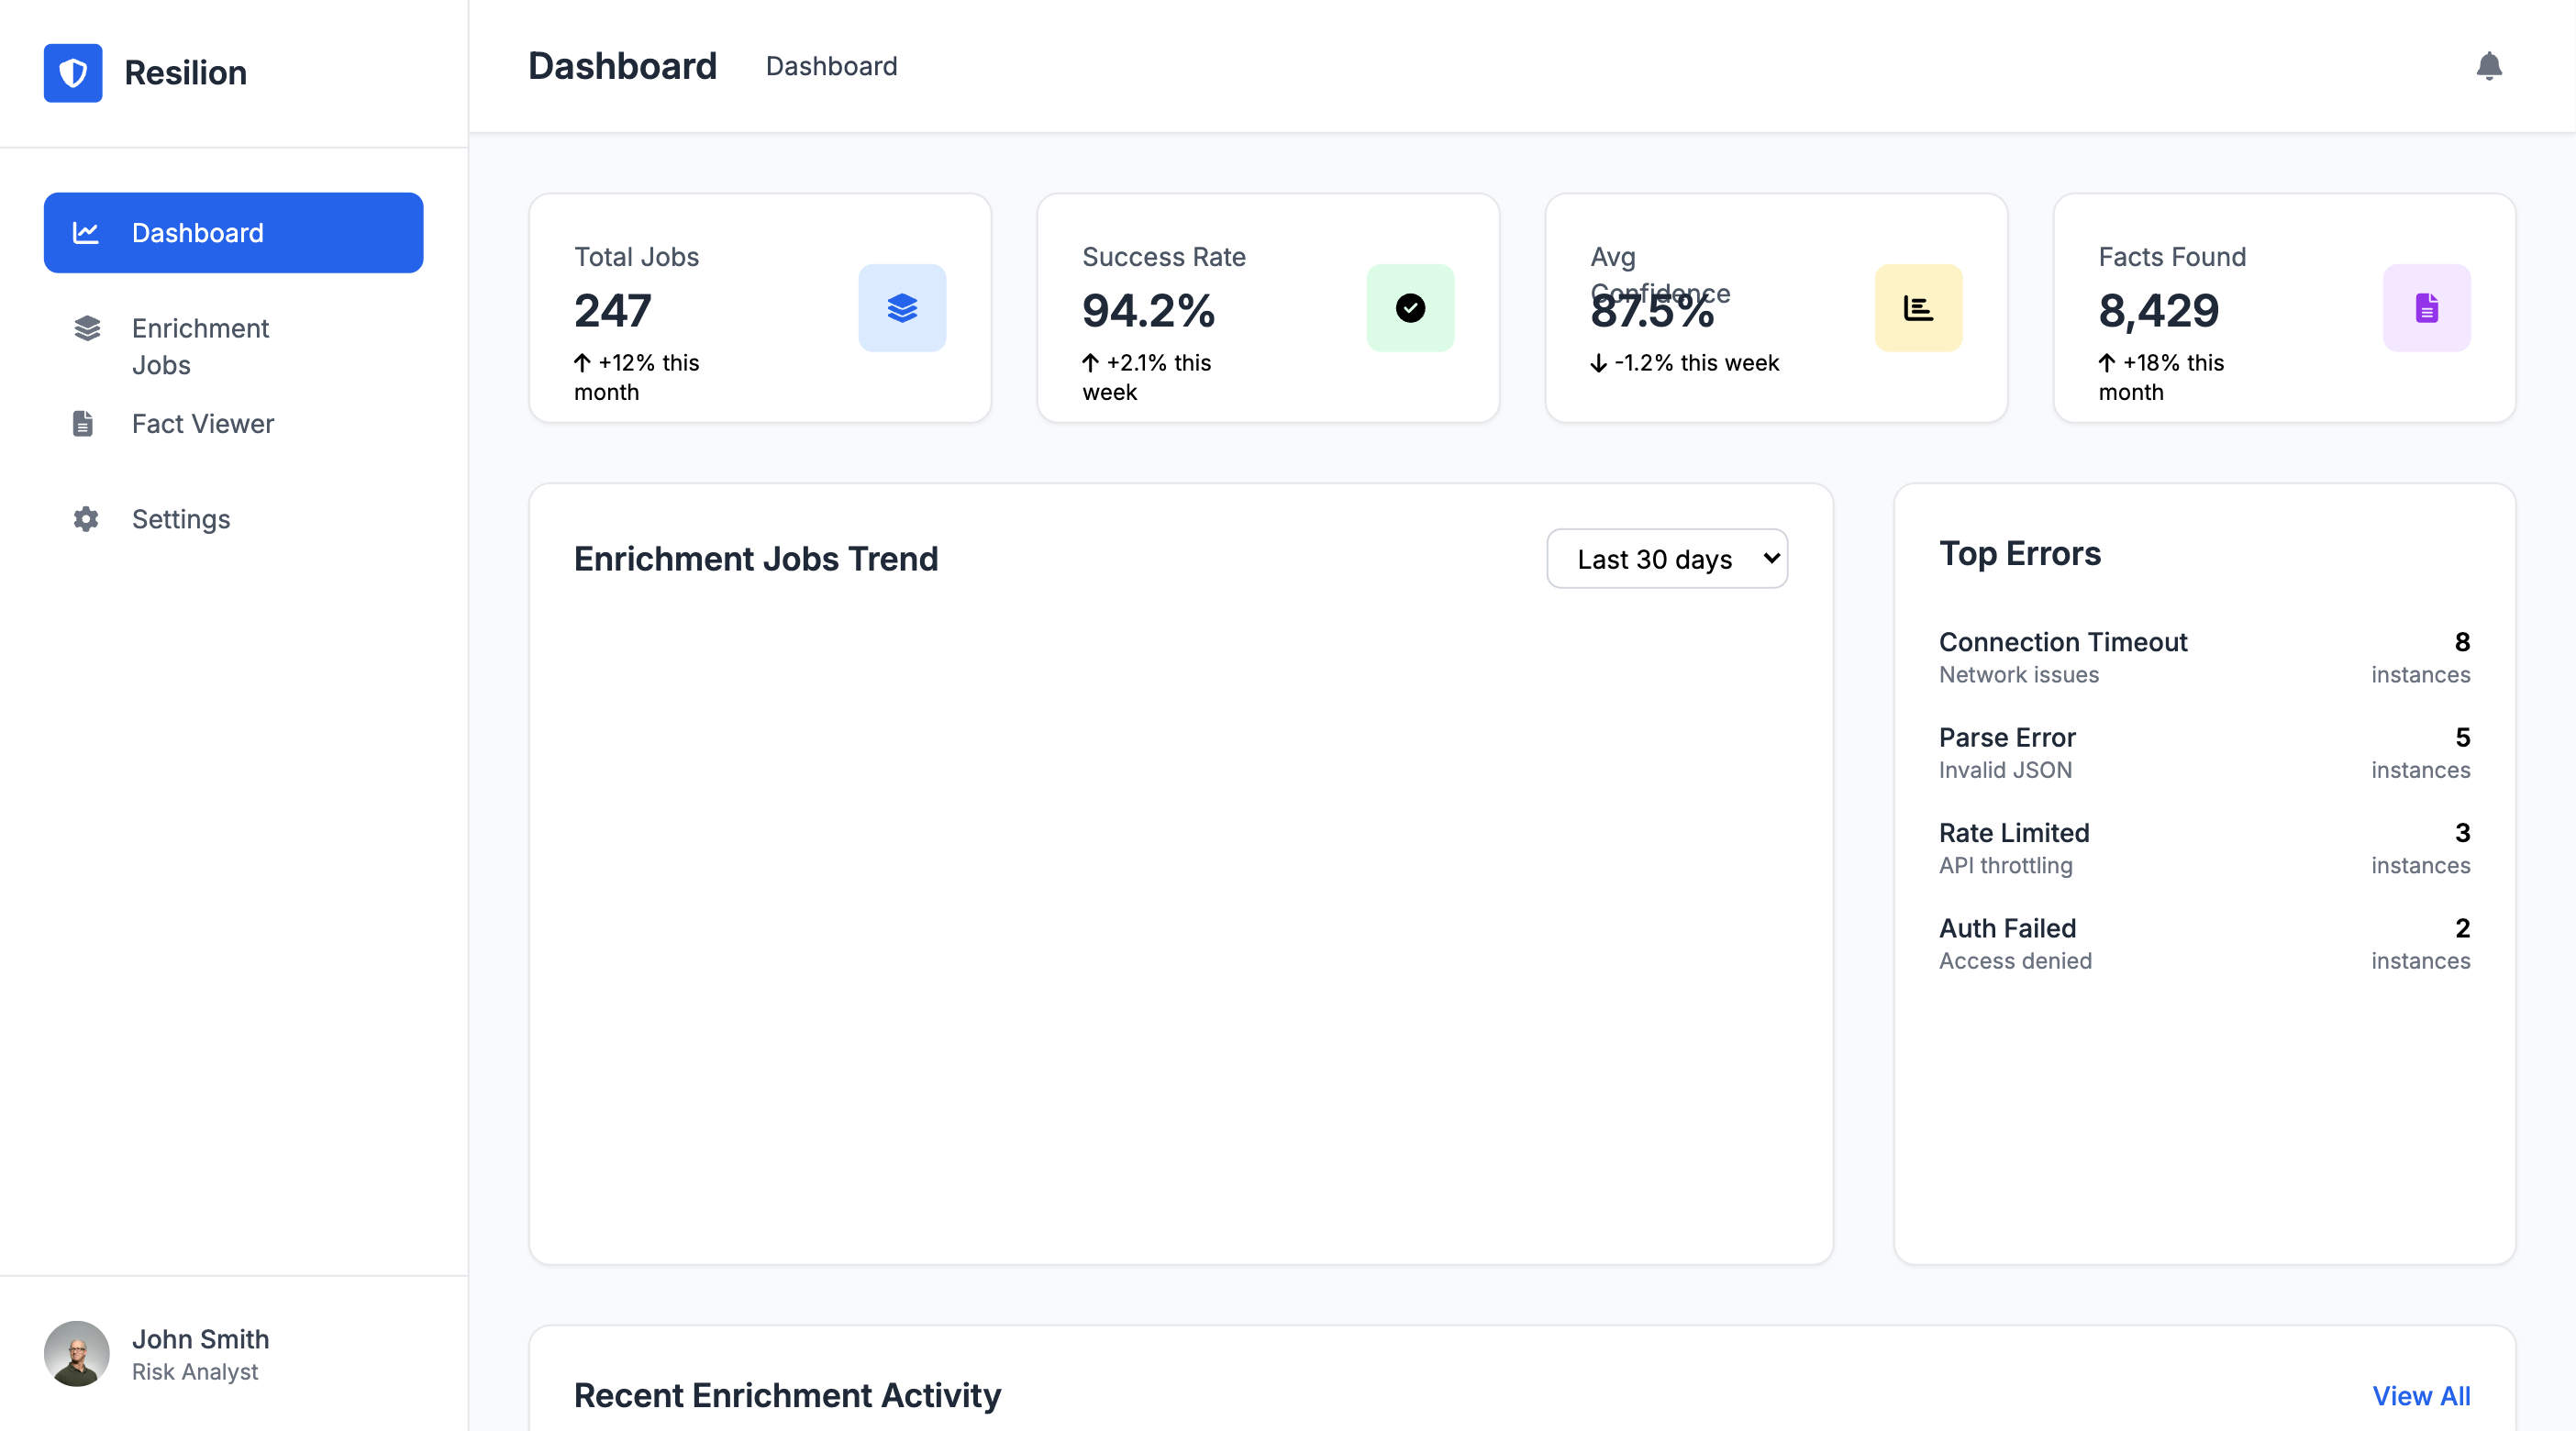 Resilion
Dashboard
Enrichment
Jobs
Fact Viewer
Settings
John Smith
Risk Analyst
Dashboard
Dashboard
Total Jobs
247
+12% this
month
Success Rate
94.2%
+2.1% this
week
Avg
Confidence
87.5%
-1.2% this week
Facts Found
8,429
+18% this
month
Enrichment Jobs Trend
Last 30 days
Top Errors
Connection Timeout
8
Network issues
instances
Parse Error
5
Invalid JSON
instances
Rate Limited
3
API throttling
instances
Auth Failed
2
Access denied
instances
Recent Enrichment Activity
View All